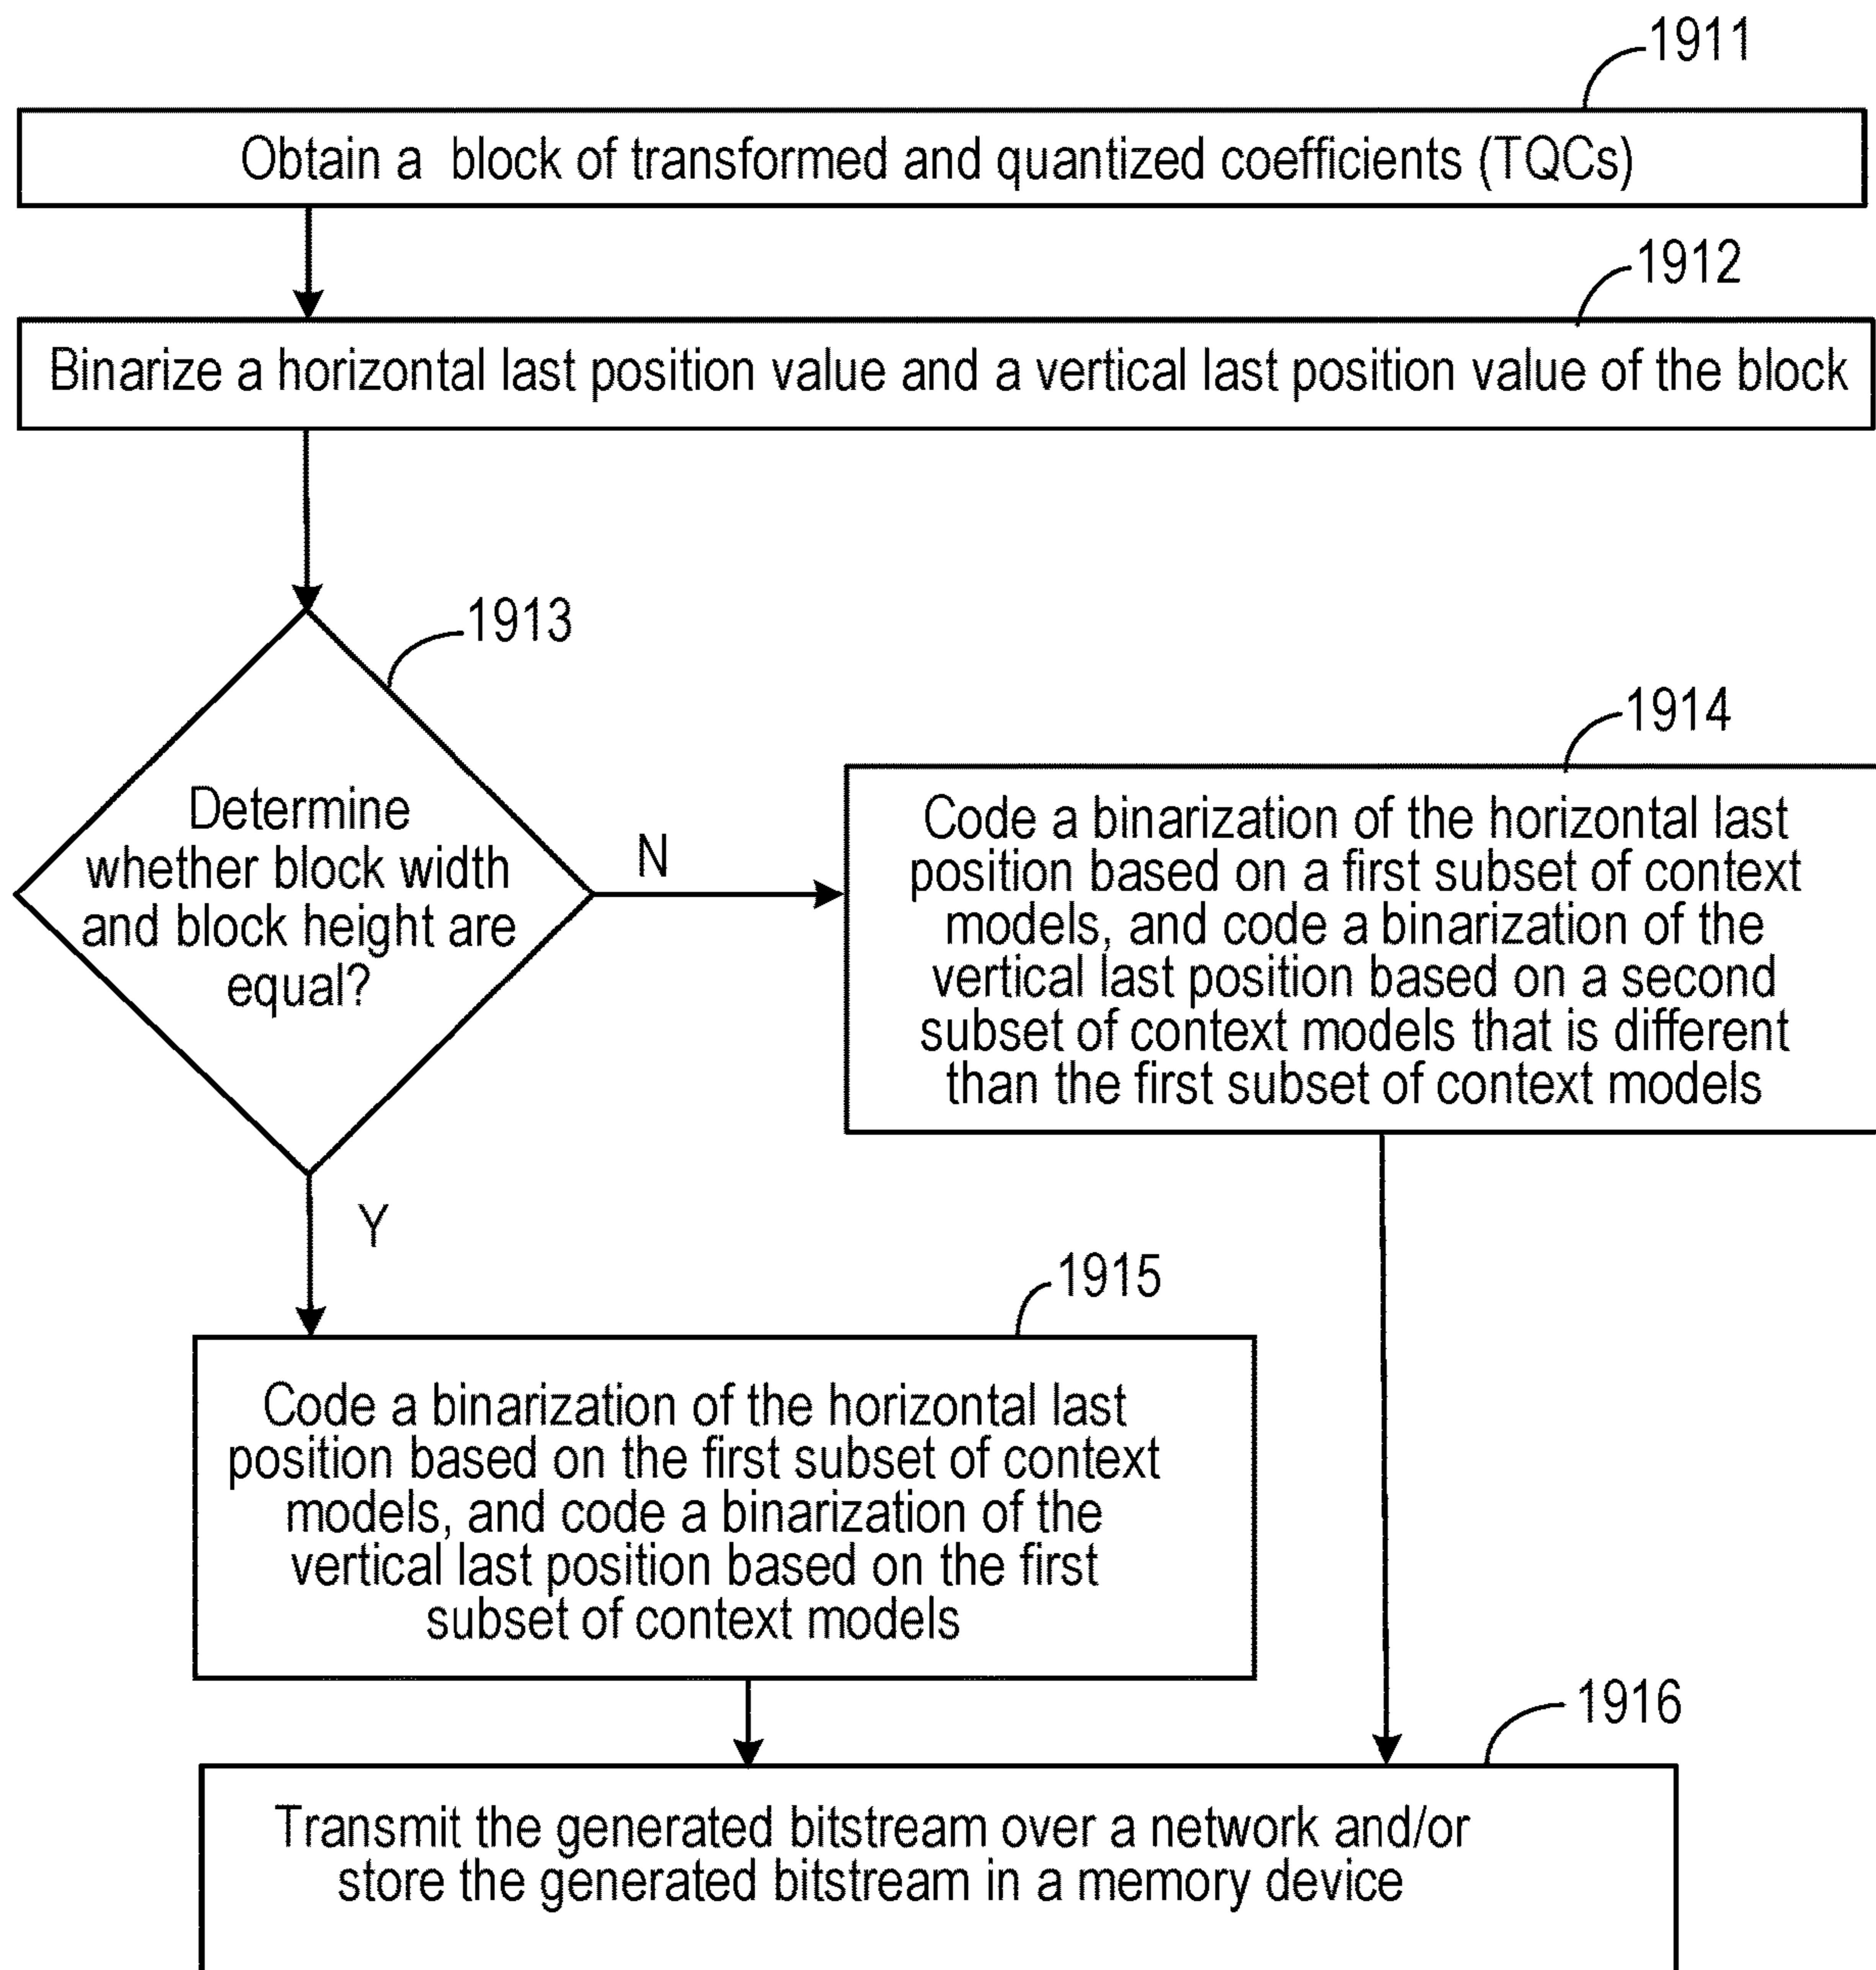 1911
Obtain a block of transformed and quantized coefficients (TQCs)
1912
Binarize a horizontal last position value and a vertical last position value of the block
1913
Determine
whether block width
and block height are
equal?
N
1914
Code a binarization of the horizontal last
position based on a first subset of context
models, and code a binarization of the
vertical last position based on a second
subset of context models that is different
than the first subset of context models
Y
1915
Code a binarization of the horizontal last
position based on the first subset of context
models, and code a binarization of the
vertical last position based on the first
subset of context models
1916
Transmit the generated bitstream over a network and/or
store the generated bitstream in a memory device